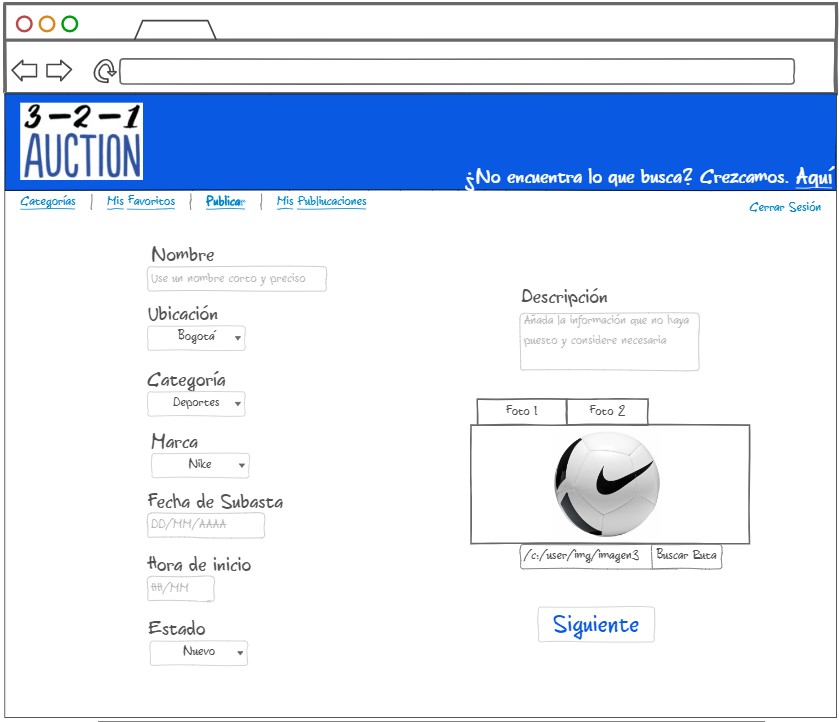 3-2-1
AUCTION
¿No encuentra lo que busca? Crezcamos. Aquí
Categorías | Mis Favoritos | Publicar | Mis Publiucaciones
Cerrar Sesión
Nombre
Use un nombre corto y preciso
Ubicación
Bogotá
Categoría
Deportes
Marca
Nike
Fecha de Subasta
DD/MM/AAAA
Hora de inicio
HH/MM
Estado
Nuevo
Descripción
Añada la información que no haya
puesto y considere necesaria
Foto 1 Foto 2
/c:/user/img/imagen3 Buscar Ruta
Siguiente